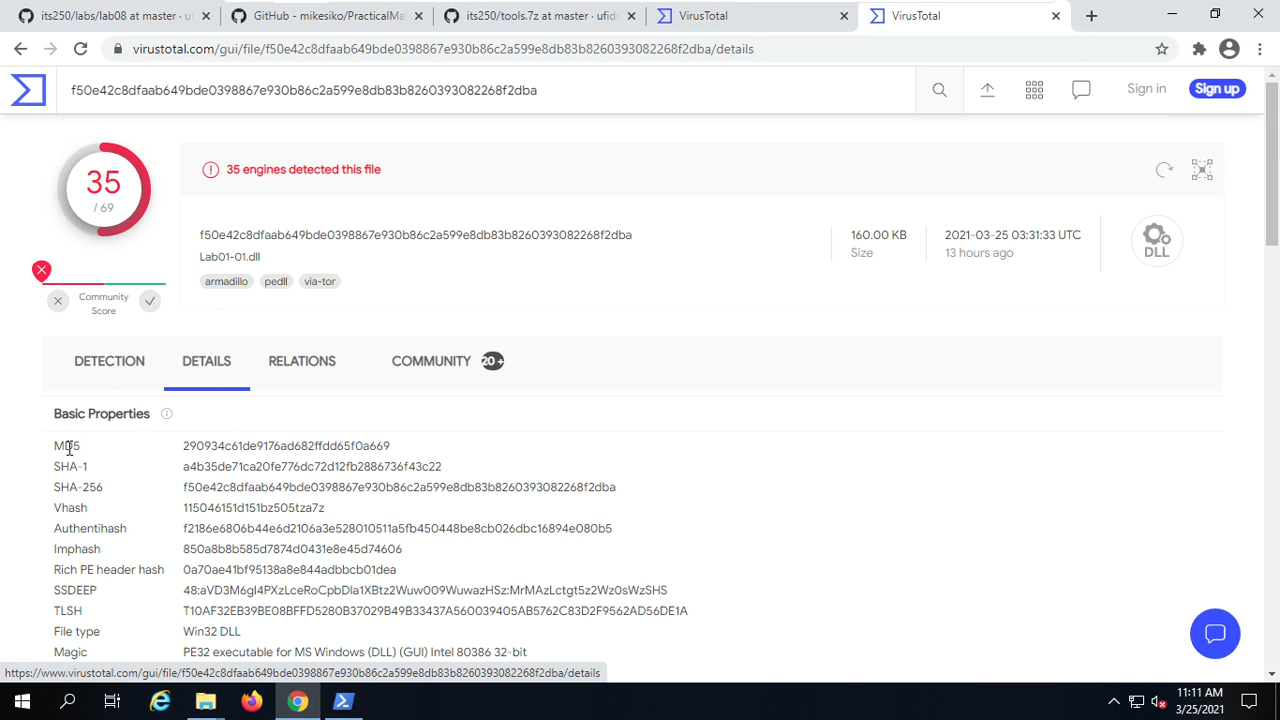 its250/labs/lab08 at master · uf
GitHub - mikesiko/PracticalMa
its250/tools.7z at master · ufido
VirusTotal
VirusTotal
virustotal.com/gui/file/f50e42c8dfaab649bde0398867e930b86c2a599e8db83b8260393082268f2dba/details
f50e42c8dfaab649bde0398867e930b86c2a599e8db83b8260393082268f2dba
Sign in
Sign up
35
/ 69
35 engines detected this file
f50e42c8dfaab649bde0398867e930b86c2a599e8db83b8260393082268f2dba
Lab01-01.dll
armadillo pedll via-tor
160.00 KB
Size
2021-03-25 03:31:33 UTC
13 hours ago
DLL
Community
Score
DETECTION DETAILS RELATIONS COMMUNITY 20+
Basic Properties
MD5 290934c61de9176ad682ffdd65f0a669
SHA-1 a4b35de71ca20fe776dc72d12fb2886736f43c22
SHA-256 f50e42c8dfaab649bde0398867e930b86c2a599e8db83b8260393082268f2dba
Vhash 115046151d151bz505tza7z
Authentihash f2186e6806b44e6d2106a3e528010511a5fb450448be8cb026dbc16894e080b5
Imphash 850a8b8b585d7874d0431e8e45d74606
Rich PE header hash 0a70ae41bf95138a8e844adbbcb01dea
SSDEEP 48:aVD3M6gI4PXzLceRoCpbDIa1XBtz2Wuw009WuwazHSz:MrMAzLctgt5z2Wz0sWzSHS
TLSH T10AF32EB39BE08BFFD5280B37029B49B33437A560039405AB5762C83D2F9562AD56DE1A
File type Win32 DLL
Magic PE32 executable for MS Windows (DLL) (GUI) Intel 80386 32-bit
https://www.virustotal.com/gui/file/f50e42c8dfaab649bde0398867e930b86c2a599e8db83b8260393082268f2dba/details
11:11 AM
3/25/2021